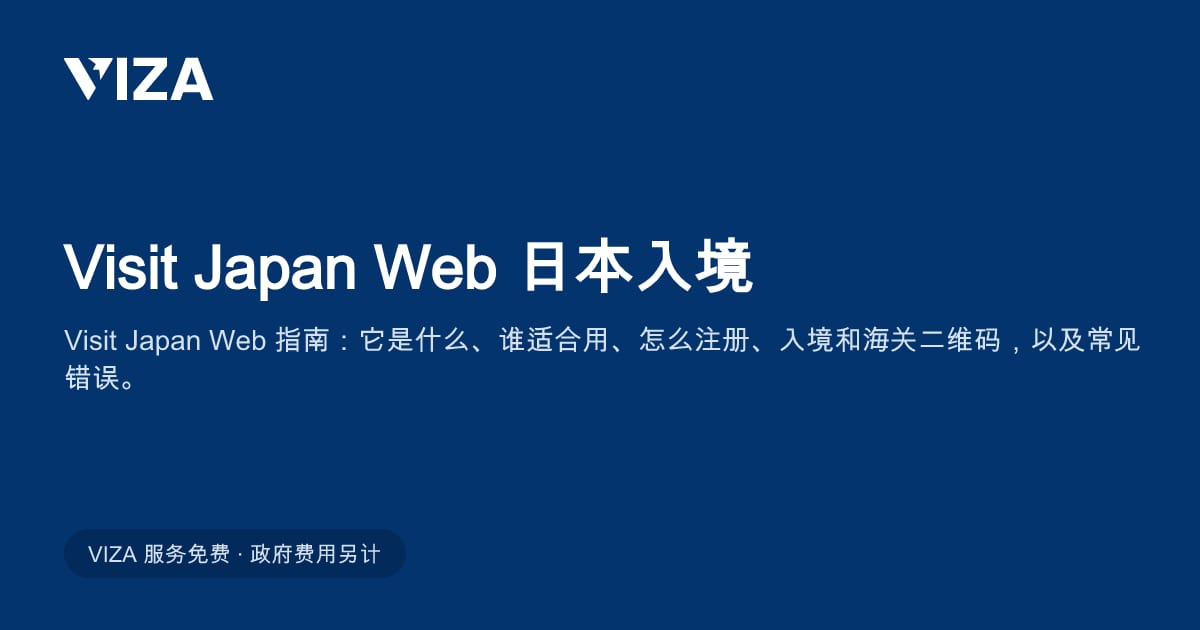 VIZA
Visit Japan Web 日本入境
Visit Japan Web 指南：它是什么、谁适合用、怎么注册、入境和海关二维码，以及常见
错误。
VIZA 服务免费 · 政府费用另计